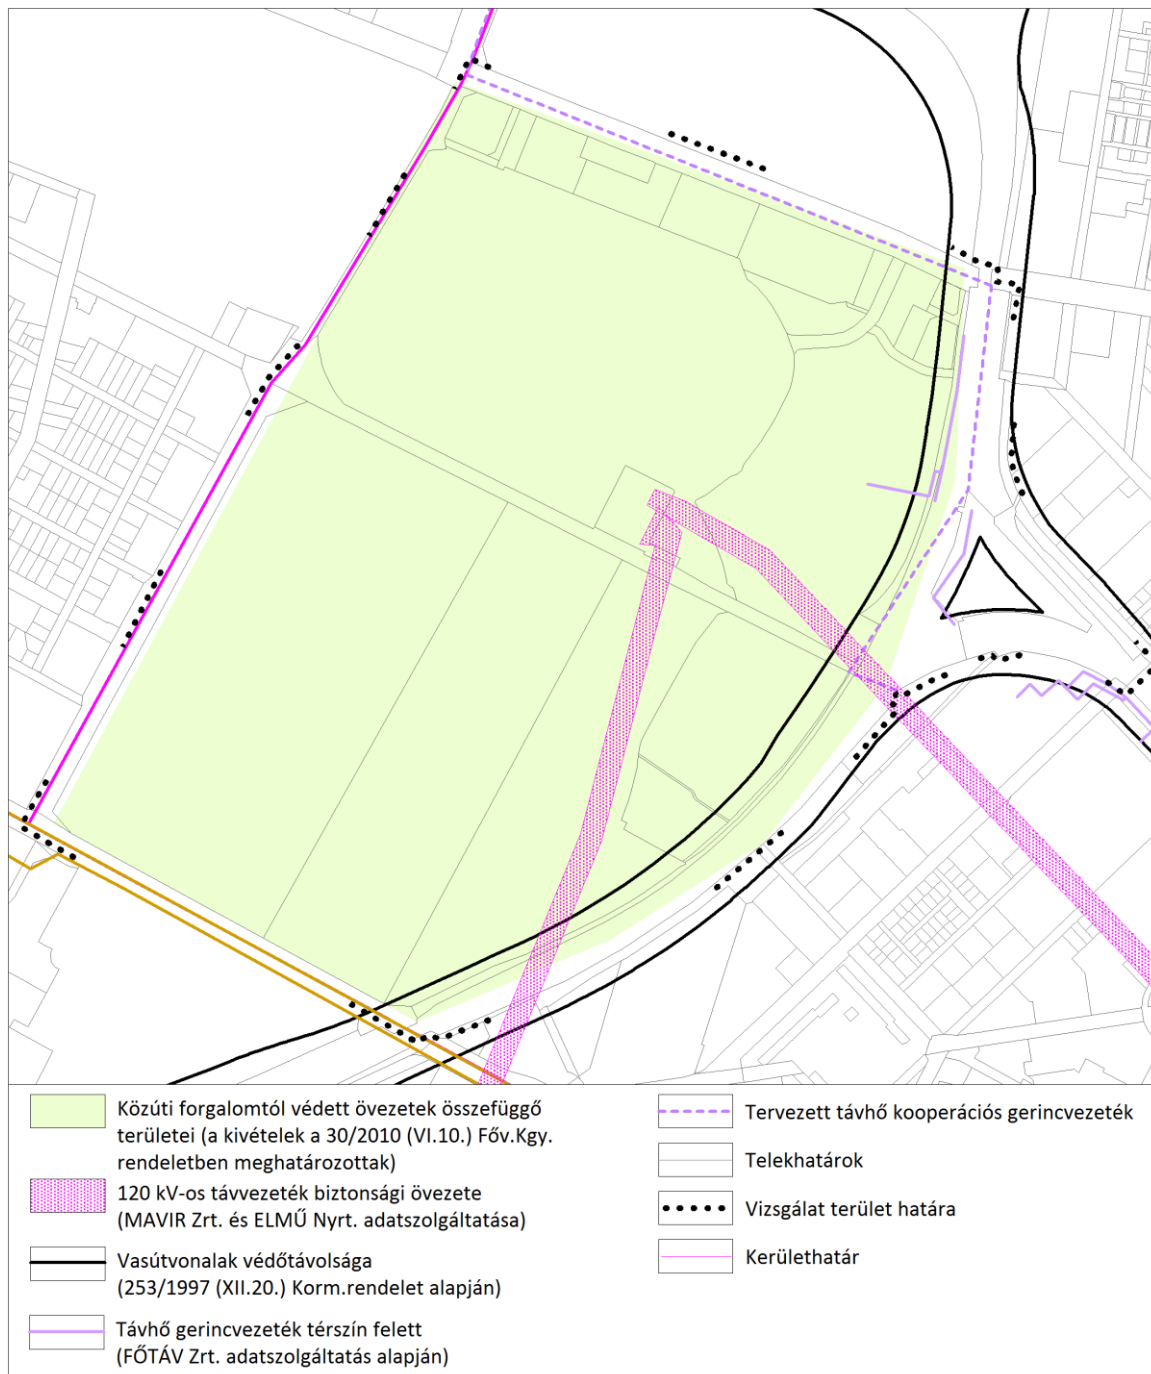 Közúti forgalomtól védett övezetek összefüggő
területei (a kivételek a 30/2010 (VI.10.) Főv.Kgy.
rendeletben meghatározottak)
120 kV-os távvezeték biztonsági övezete
(MAVIR Zrt. és ELMŰ Nyrt. adatszolgáltatása)
Vasútvonalak védőtávolsága
(253/1997 (XII.20.) Korm.rendelet alapján)
Távhő gerincvezeték térszín felett
(FŐTÁV Zrt. adatszolgáltatás alapján)
Tervezett távhő kooperációs gerincvezeték
Telekhatárok
Vizsgálat terület határa
Kerülethatár